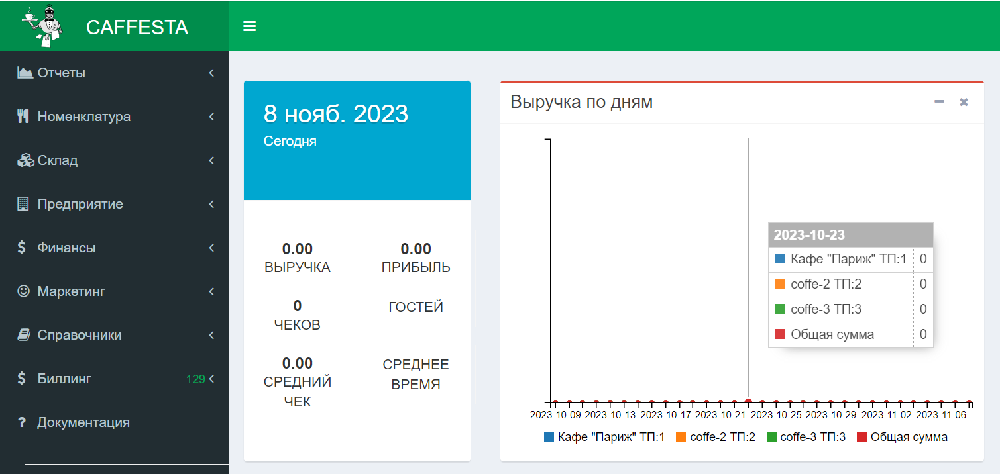 CAFFESTA
Отчеты
Номенклатура
Склад
Предприятие
Финансы
Маркетинг
Справочники
Биллинг 129
Документация
8 нояб. 2023
Сегодня
0.00
ВЫРУЧКА
0.00
ПРИБЫЛЬ
0
ЧЕКОВ
ГОСТЕЙ
0.00
СРЕДНИЙ
ЧЕК
СРЕДНЕЕ
ВРЕМЯ
Выручка по дням
2023-10-23
Кафе "Париж" ТП:1 0
coffe-2 ТП:2 0
coffe-3 ТП:3 0
Общая сумма 0
2023-10-09 2023-10-13 2023-10-17 2023-10-21 2023-10-25 2023-10-29 2023-11-02 2023-11-06
Кафе "Париж" ТП:1 coffe-2 ТП:2 coffe-3 ТП:3 Общая сумма